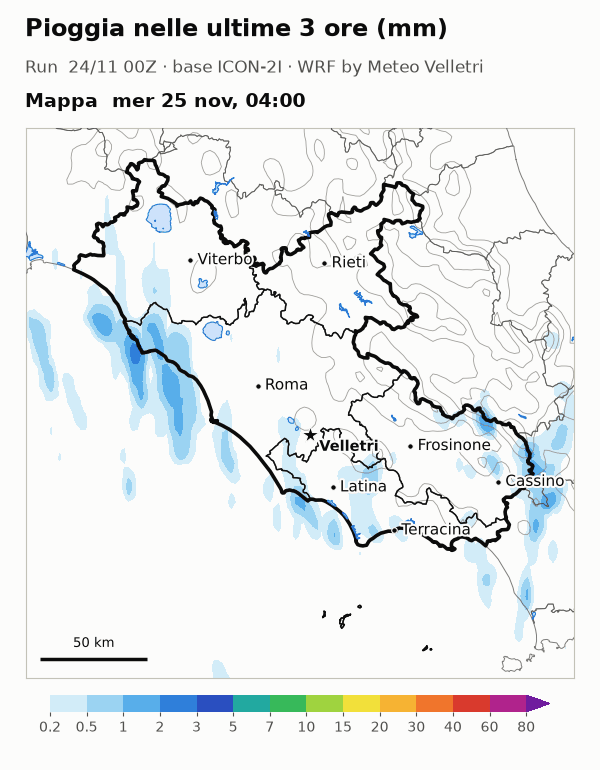 Pioggia nelle ultime 3 ore (mm)
Run  24/11 00Z · base ICON-2I · WRF by Meteo Velletri
Mappa  mer 25 nov, 04:00
Viterbo
Rieti
Roma
Velletri
Frosinone
Latina
Cassino
Terracina
50 km
0.2 0.5 1 2 3 5 7 10 15 20 30 40 60 80